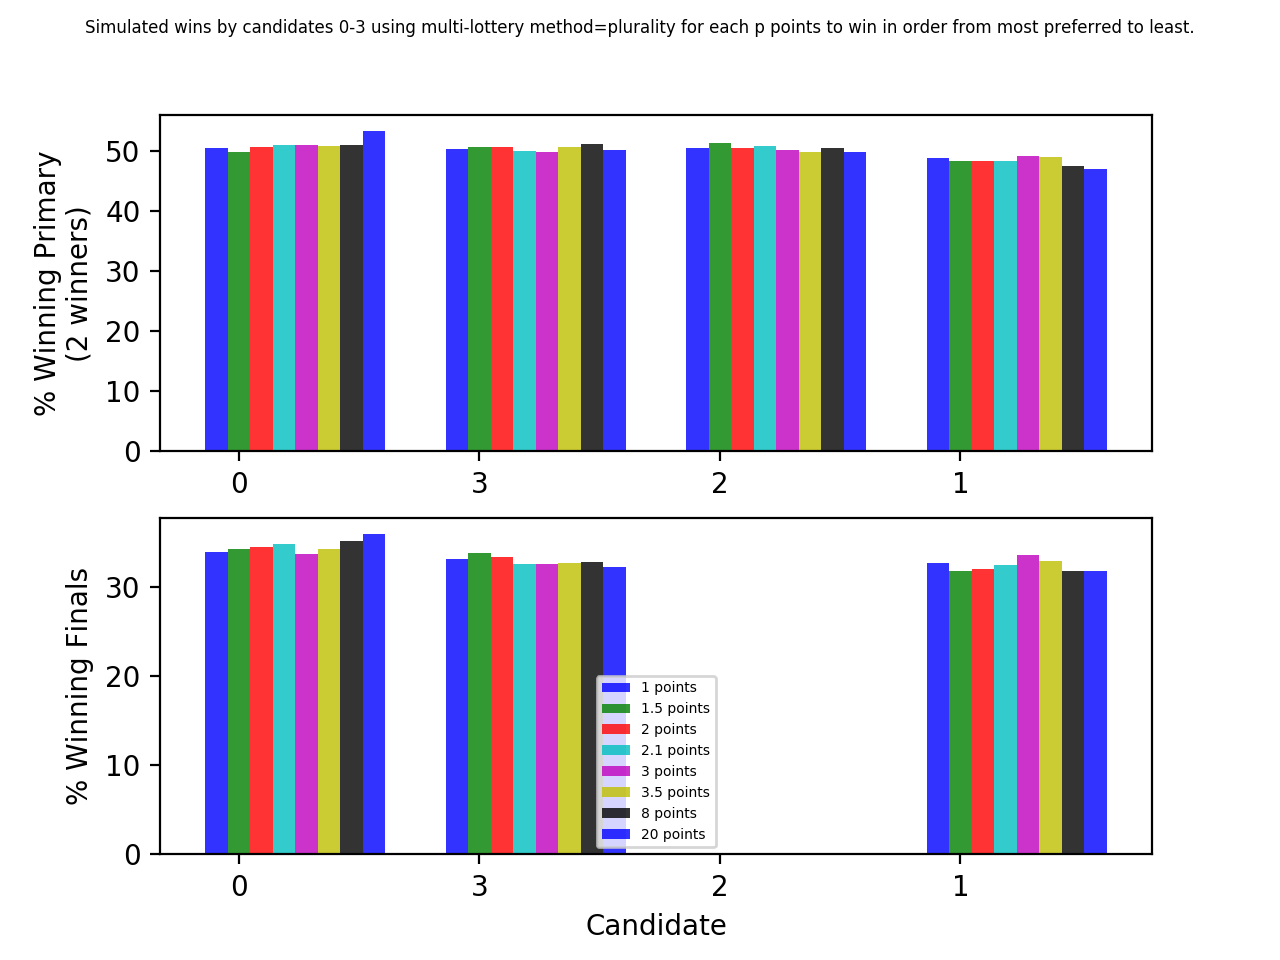 Simulated wins by candidates 0-3 using multi-lottery method=plurality for each p points to win in order from most preferred to least.
% Winning Primary
(2 winners)
50
40
30
20
10
0
0 3 2 1
% Winning Finals
30
20
10
0
1 points
1.5 points
2 points
2.1 points
3 points
3.5 points
8 points
20 points
0 3 2 1
Candidate